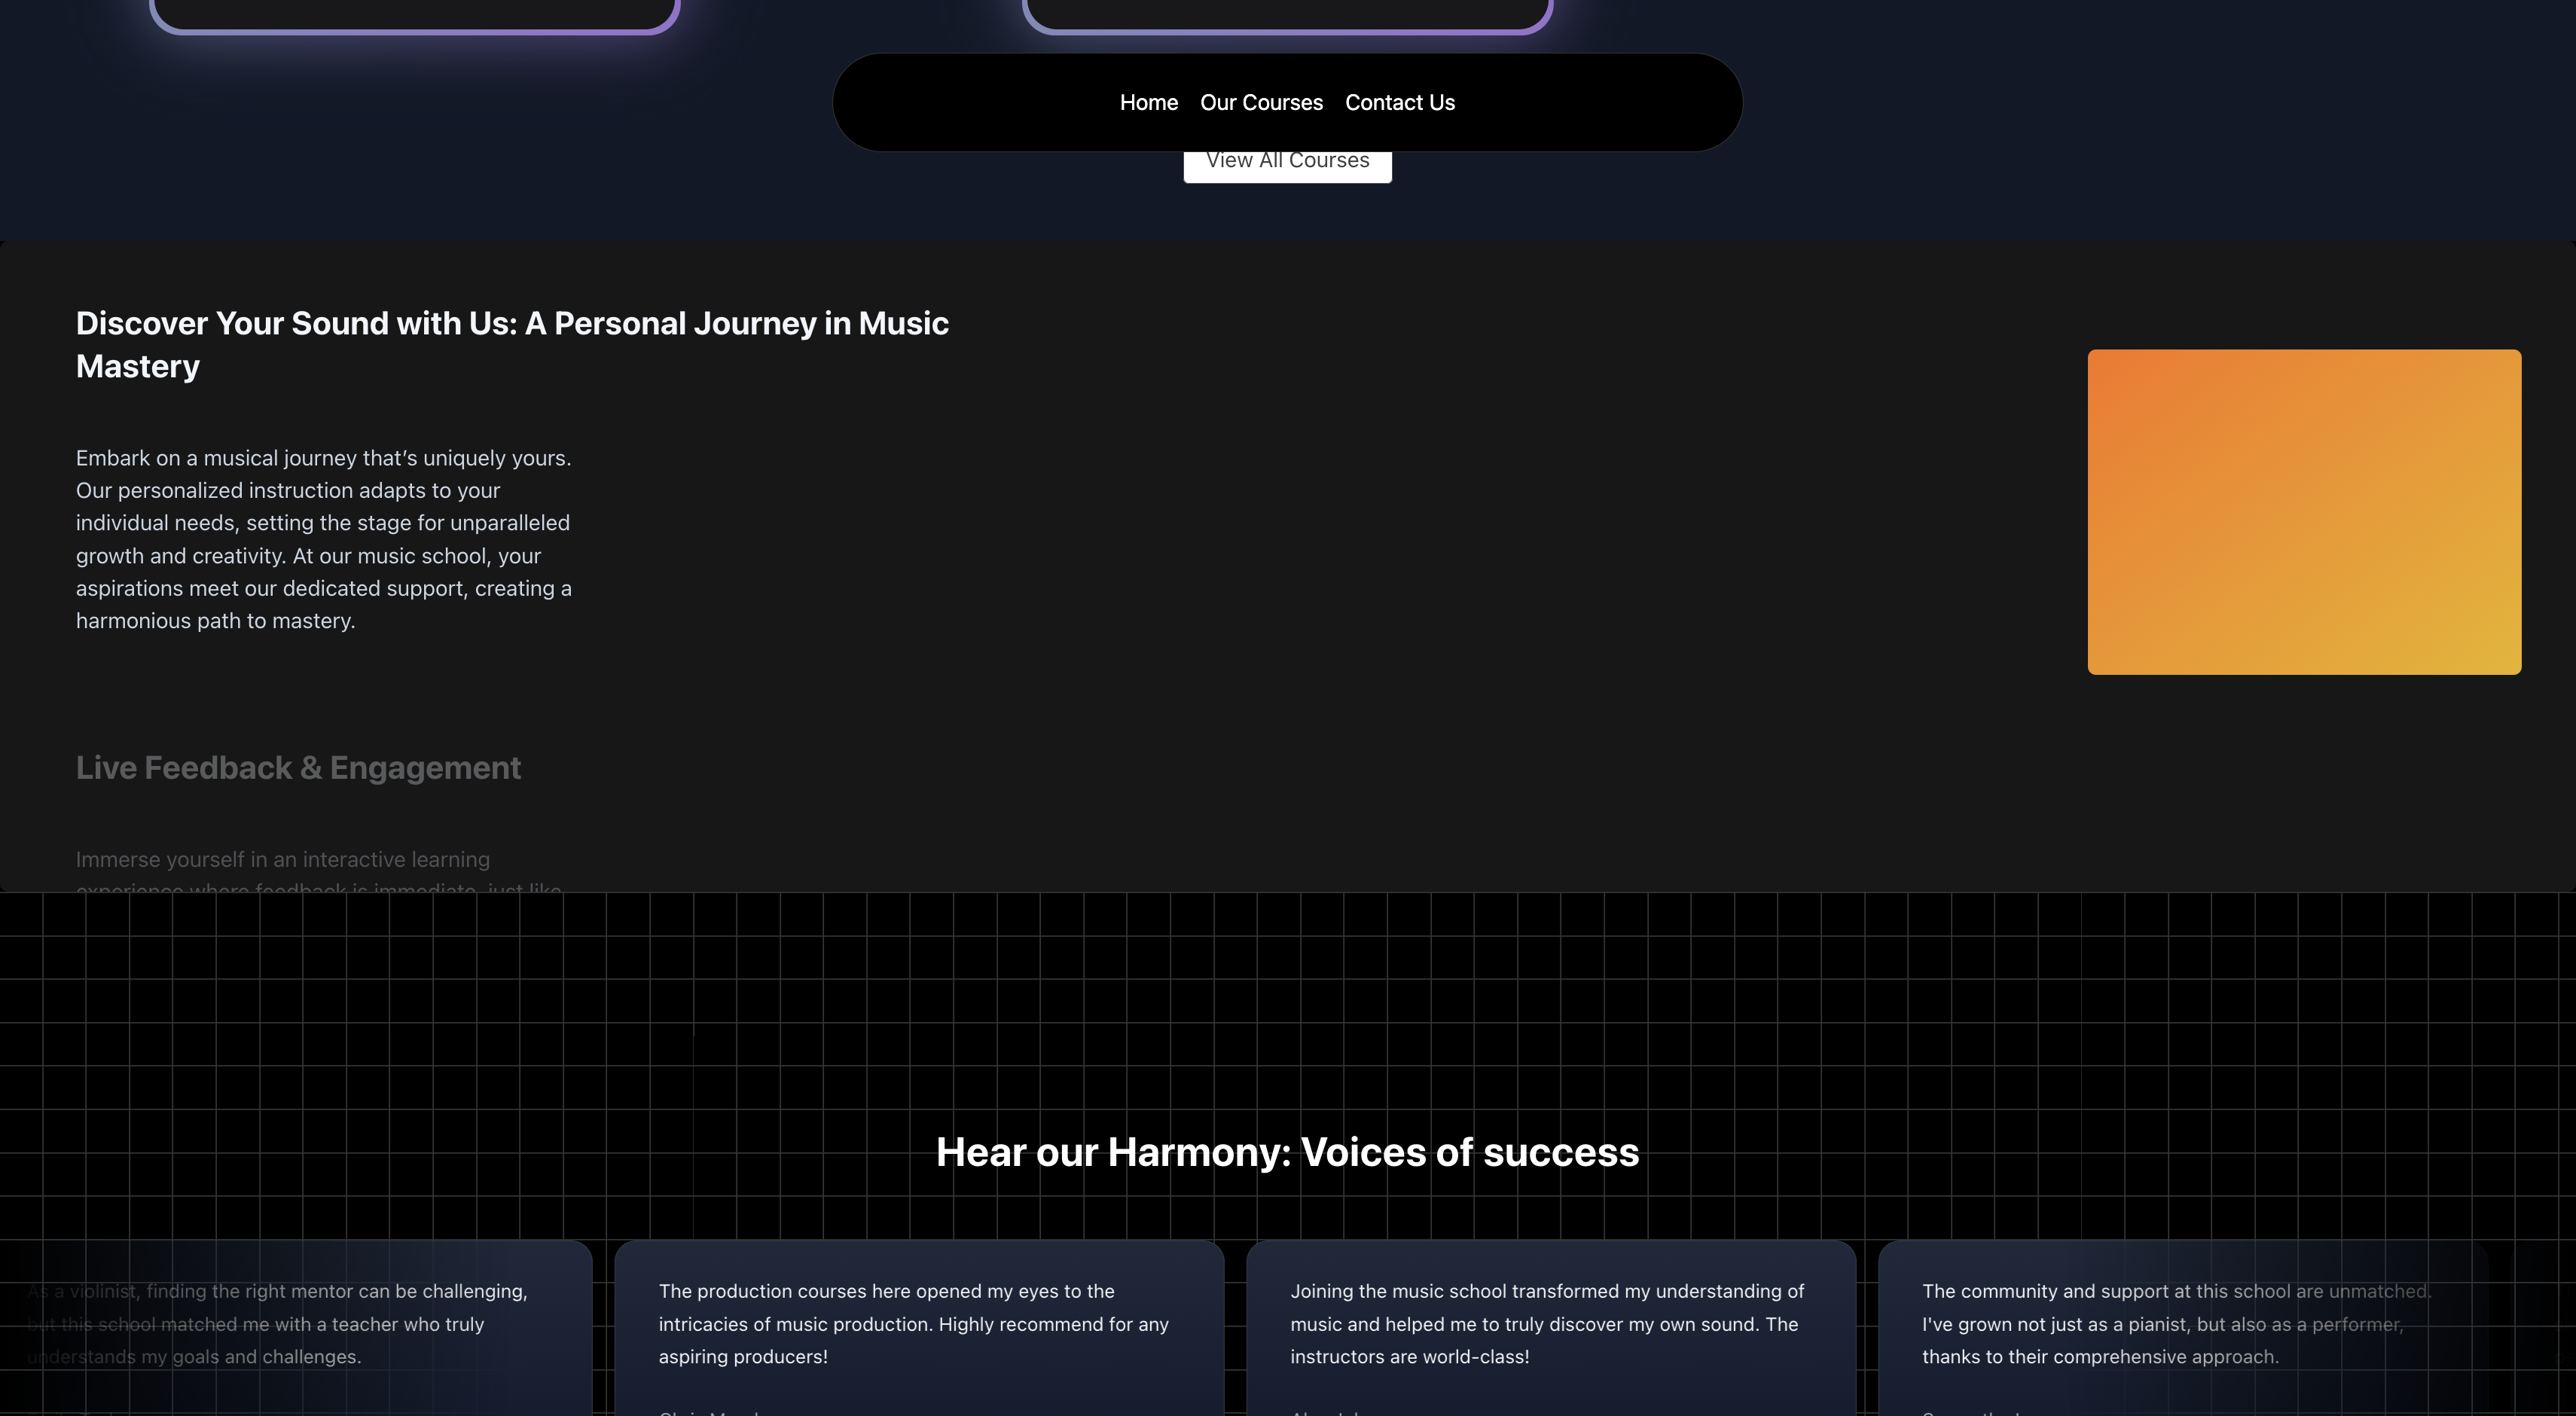 Home Our Courses Contact Us
View All Courses
Discover Your Sound with Us: A Personal Journey in Music
Mastery
Embark on a musical journey that’s uniquely yours.
Our personalized instruction adapts to your
individual needs, setting the stage for unparalleled
growth and creativity. At our music school, your
aspirations meet our dedicated support, creating a
harmonious path to mastery.
Live Feedback & Engagement
Immerse yourself in an interactive learning
experience where feedback is immediate, just like
Hear our Harmony: Voices of success
As a violinist, finding the right mentor can be challenging,
but this school matched me with a teacher who truly
understands my goals and challenges.
The production courses here opened my eyes to the
intricacies of music production. Highly recommend for any
aspiring producers!
Joining the music school transformed my understanding of
music and helped me to truly discover my own sound. The
instructors are world-class!
The community and support at this school are unmatched.
I've grown not just as a pianist, but also as a performer,
thanks to their comprehensive approach.